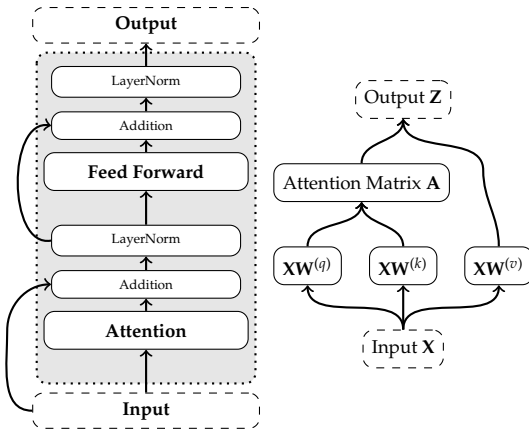 Output
LayerNorm
Addition
Feed Forward
LayerNorm
Addition
Attention
Input
Output Z
Attention Matrix A
XW(q) XW(k) XW(v)
Input X